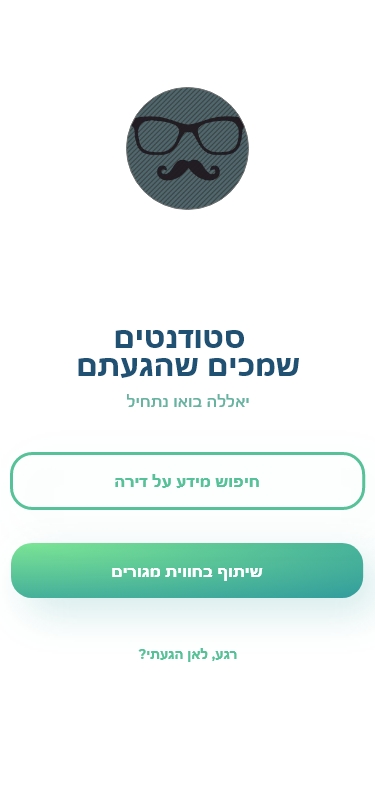 סטודנטים
שמכים שהגעתם
יאללה בואו נתחיל
חיפוש מידע על דירה
שיתוף בחווית מגורים
רגע, לאן הגעתי?